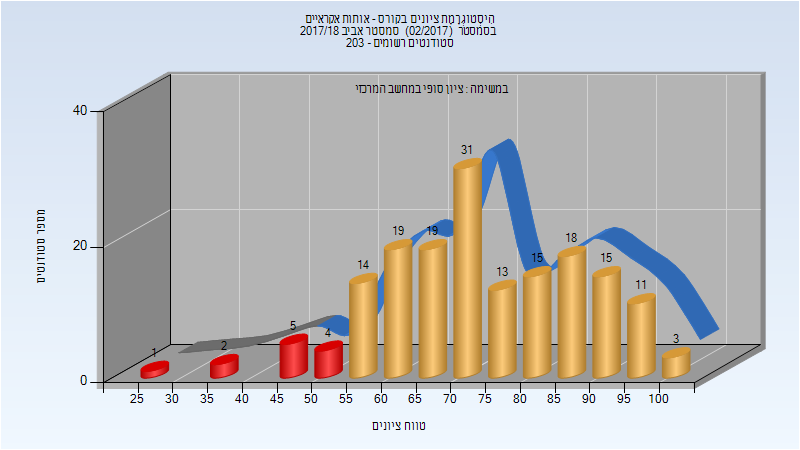 היסטוגרמת ציונים בקורס - אותות אקראיים
בסמסטר (02/2017) סמסטר אביב 2017/18
סטודנטים רשומים - 203
במשימה : ציון סופי במחשב המרכזי
מספר סטודנטים
40
20
0
1
2
5
4
14
19
19
31
13
15
18
15
11
3
25 30 35 40 45 50 55 60 65 70 75 80 85 90 95 100
טווח ציונים